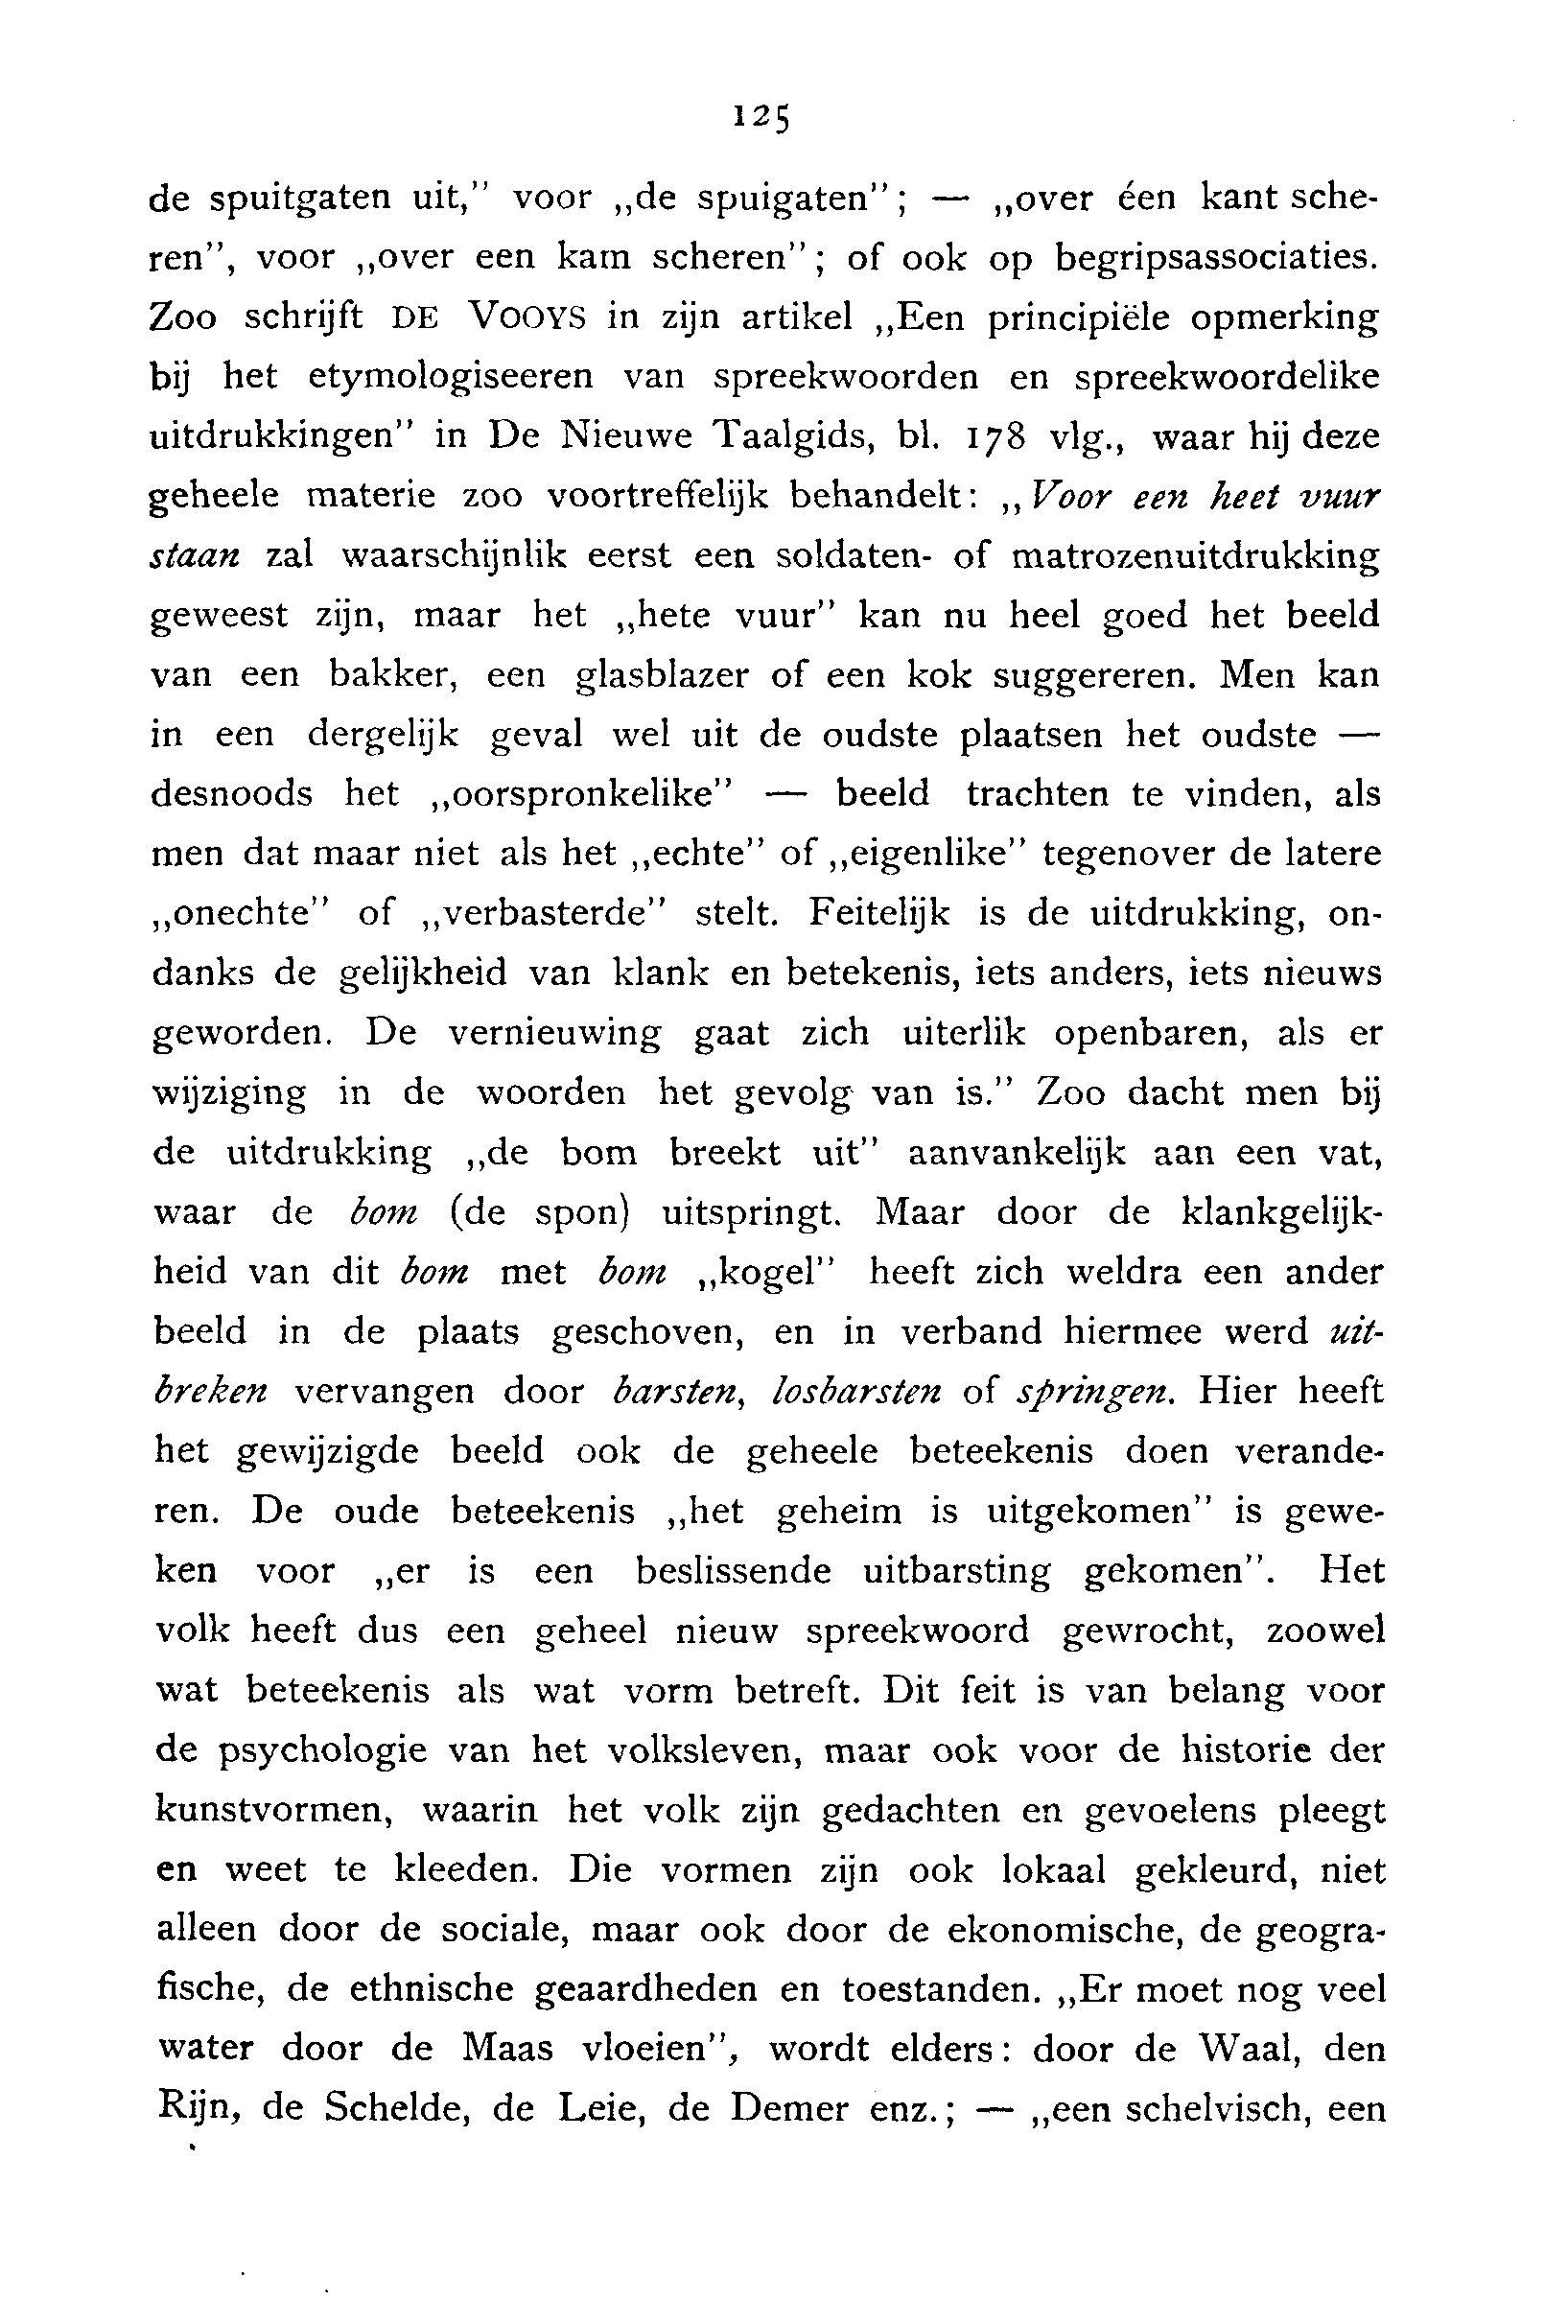 125
de spuitgaten uit,” voor „de spuigaten”; — „over één kant sche-
ren”, voor „over een kam scheren”; of ook op begripsassociaties.
Zoo schrijft DE VOOYS in zijn artikel „Een principiële opmerking
bij het etymologiseeren van spreekwoorden en spreekwoordelike
uitdrukkingen” in De Nieuwe Taalgids, bl. 178 vlg., waar hij deze
geheele materie zoo voortreffelijk behandelt: „Voor een heet vuur
staan zal waarschijnlik eerst een soldaten- of matrozenuitdrukking
geweest zijn, maar het „hete vuur” kan nu heel goed het beeld
van een bakker, een glasblazer of een kok suggereren. Men kan
in een dergelijk geval wel uit de oudste plaatsen het oudste —
desnoods het „oorspronkelike” — beeld trachten te vinden, als
men dat maar niet als het „echte” of „eigenlike” tegenover de latere
„onechte” of „verbasterde” stelt. Feitelijk is de uitdrukking, on-
danks de gelijkheid van klank en betekenis, iets anders, iets nieuws
geworden. De vernieuwing gaat zich uiterlik openbaren, als er
wijziging in de woorden het gevolg van is.” Zoo dacht men bij
de uitdrukking „de bom breekt uit” aanvankelijk aan een vat,
waar de bom (de spon) uitspringt. Maar door de klankgelijk-
heid van dit bom met bom „kogel” heeft zich weldra een ander
beeld in de plaats geschoven, en in verband hiermee werd uit-
breken vervangen door barsten, losbarsten of springen. Hier heeft
het gewijzigde beeld ook de geheele beteekenis doen verande-
ren. De oude beteekenis „het geheim is uitgekomen” is gewe-
ken voor „er is een beslissende uitbarsting gekomen”. Het
volk heeft dus een geheel nieuw spreekwoord gewrocht, zoowel
wat beteekenis als wat vorm betreft. Dit feit is van belang voor
de psychologie van het volksleven, maar ook voor de historie der
kunstvormen, waarin het volk zijn gedachten en gevoelens pleegt
en weet te kleeden. Die vormen zijn ook lokaal gekleurd, niet
alleen door de sociale, maar ook door de ekonomische, de geogra-
fische, de ethnische geaardheden en toestanden. „Er moet nog veel
water door de Maas vloeien”, wordt elders: door de Waal, den
Rijn, de Schelde, de Leie, de Demer enz.; — „een schelvisch, een